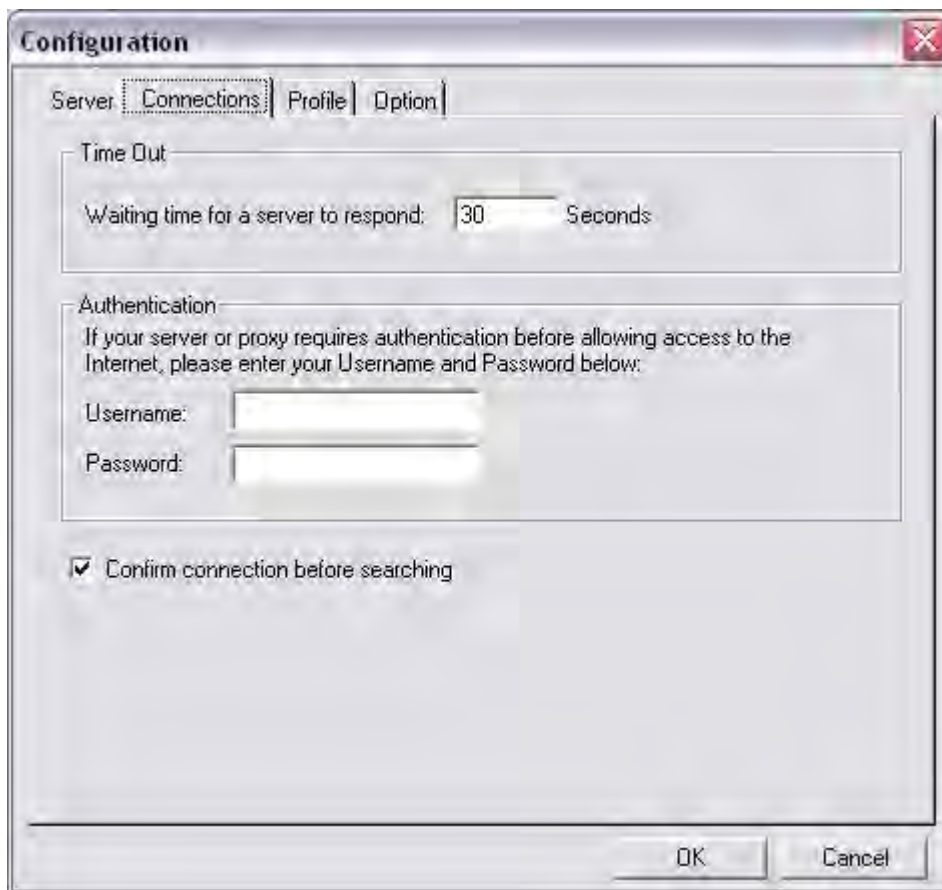 Configuration
Server Connections Profile Option
Time Out
Waiting time for a server to respond: 30 Seconds
Authentication
If your server or proxy requires authentication before allowing access to the
Internet, please enter your Username and Password below:
Username:
Password:
Confirm connection before searching
OK Cancel